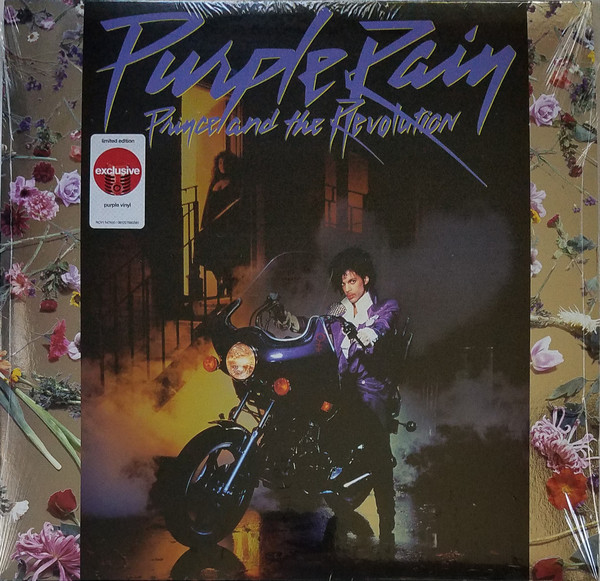 Purple Rain
Prince and the Revolution
limited edition
exclusive
purple vinyl